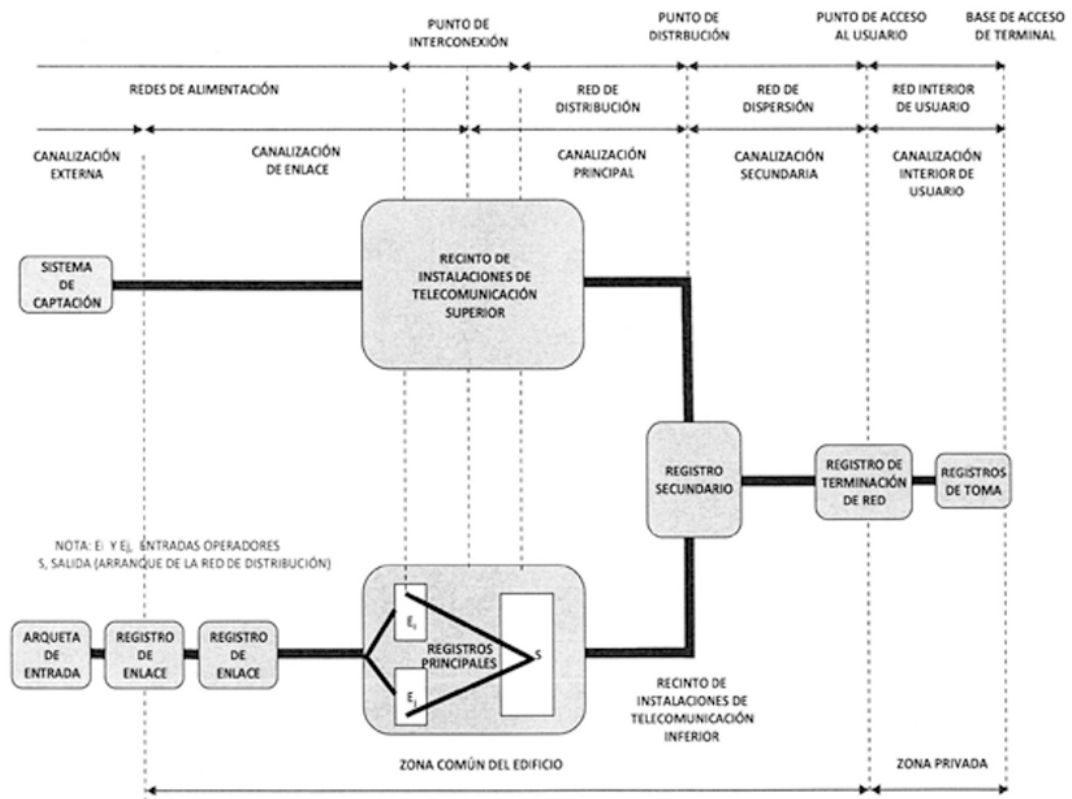 PUNTO DE
INTERCONEXIÓN
PUNTO DE
DISTRBUCIÓN
PUNTO DE ACCESO
AL USUARIO
BASE DE ACCESO
DE TERMINAL
REDES DE ALIMENTACIÓN
RED DE
DISTRIBUCIÓN
RED DE
DISPERSIÓN
RED INTERIOR
DE USUARIO
CANALIZACIÓN
EXTERNA
CANALIZACIÓN
DE ENLACE
CANALIZACIÓN
PRINCIPAL
CANALIZACIÓN
SECUNDARIA
CANALIZACIÓN
INTERIOR DE
USUARIO
SISTEMA
DE
CAPTACIÓN
RECINTO DE
INSTALACIONES DE
TELECOMUNICACIÓN
SUPERIOR
REGISTRO
SECUNDARIO
REGISTRO DE
TERMINACIÓN
DE RED
REGISTROS
DE TOMA
NOTA: Ei Y Ej, ENTRADAS OPERADORES
S, SALIDA (ARRANQUE DE LA RED DE DISTRIBUCIÓN)
ARQUETA
DE
ENTRADA
REGISTRO
DE
ENLACE
REGISTRO
DE
ENLACE
Ei
REGISTROS
PRINCIPALES
Ej
S
RECINTO DE
INSTALACIONES DE
TELECOMUNICACIÓN
INFERIOR
ZONA COMÚN DEL EDIFICIO
ZONA PRIVADA